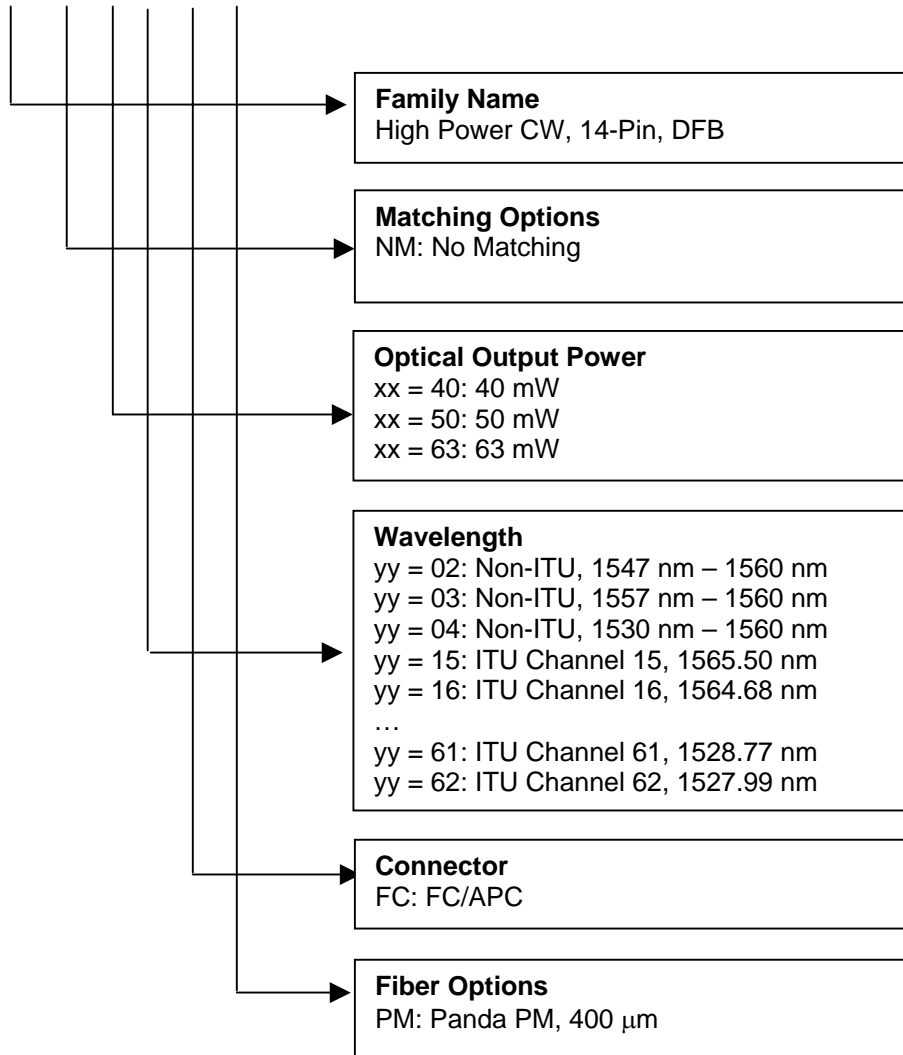 Family Name
High Power CW, 14-Pin, DFB
Matching Options
NM: No Matching
Optical Output Power
xx = 40: 40 mW
xx = 50: 50 mW
xx = 63: 63 mW
Wavelength
yy = 02: Non-ITU, 1547 nm – 1560 nm
yy = 03: Non-ITU, 1557 nm – 1560 nm
yy = 04: Non-ITU, 1530 nm – 1560 nm
yy = 15: ITU Channel 15, 1565.50 nm
yy = 16: ITU Channel 16, 1564.68 nm
…
yy = 61: ITU Channel 61, 1528.77 nm
yy = 62: ITU Channel 62, 1527.99 nm
Connector
FC: FC/APC
Fiber Options
PM: Panda PM, 400 μm